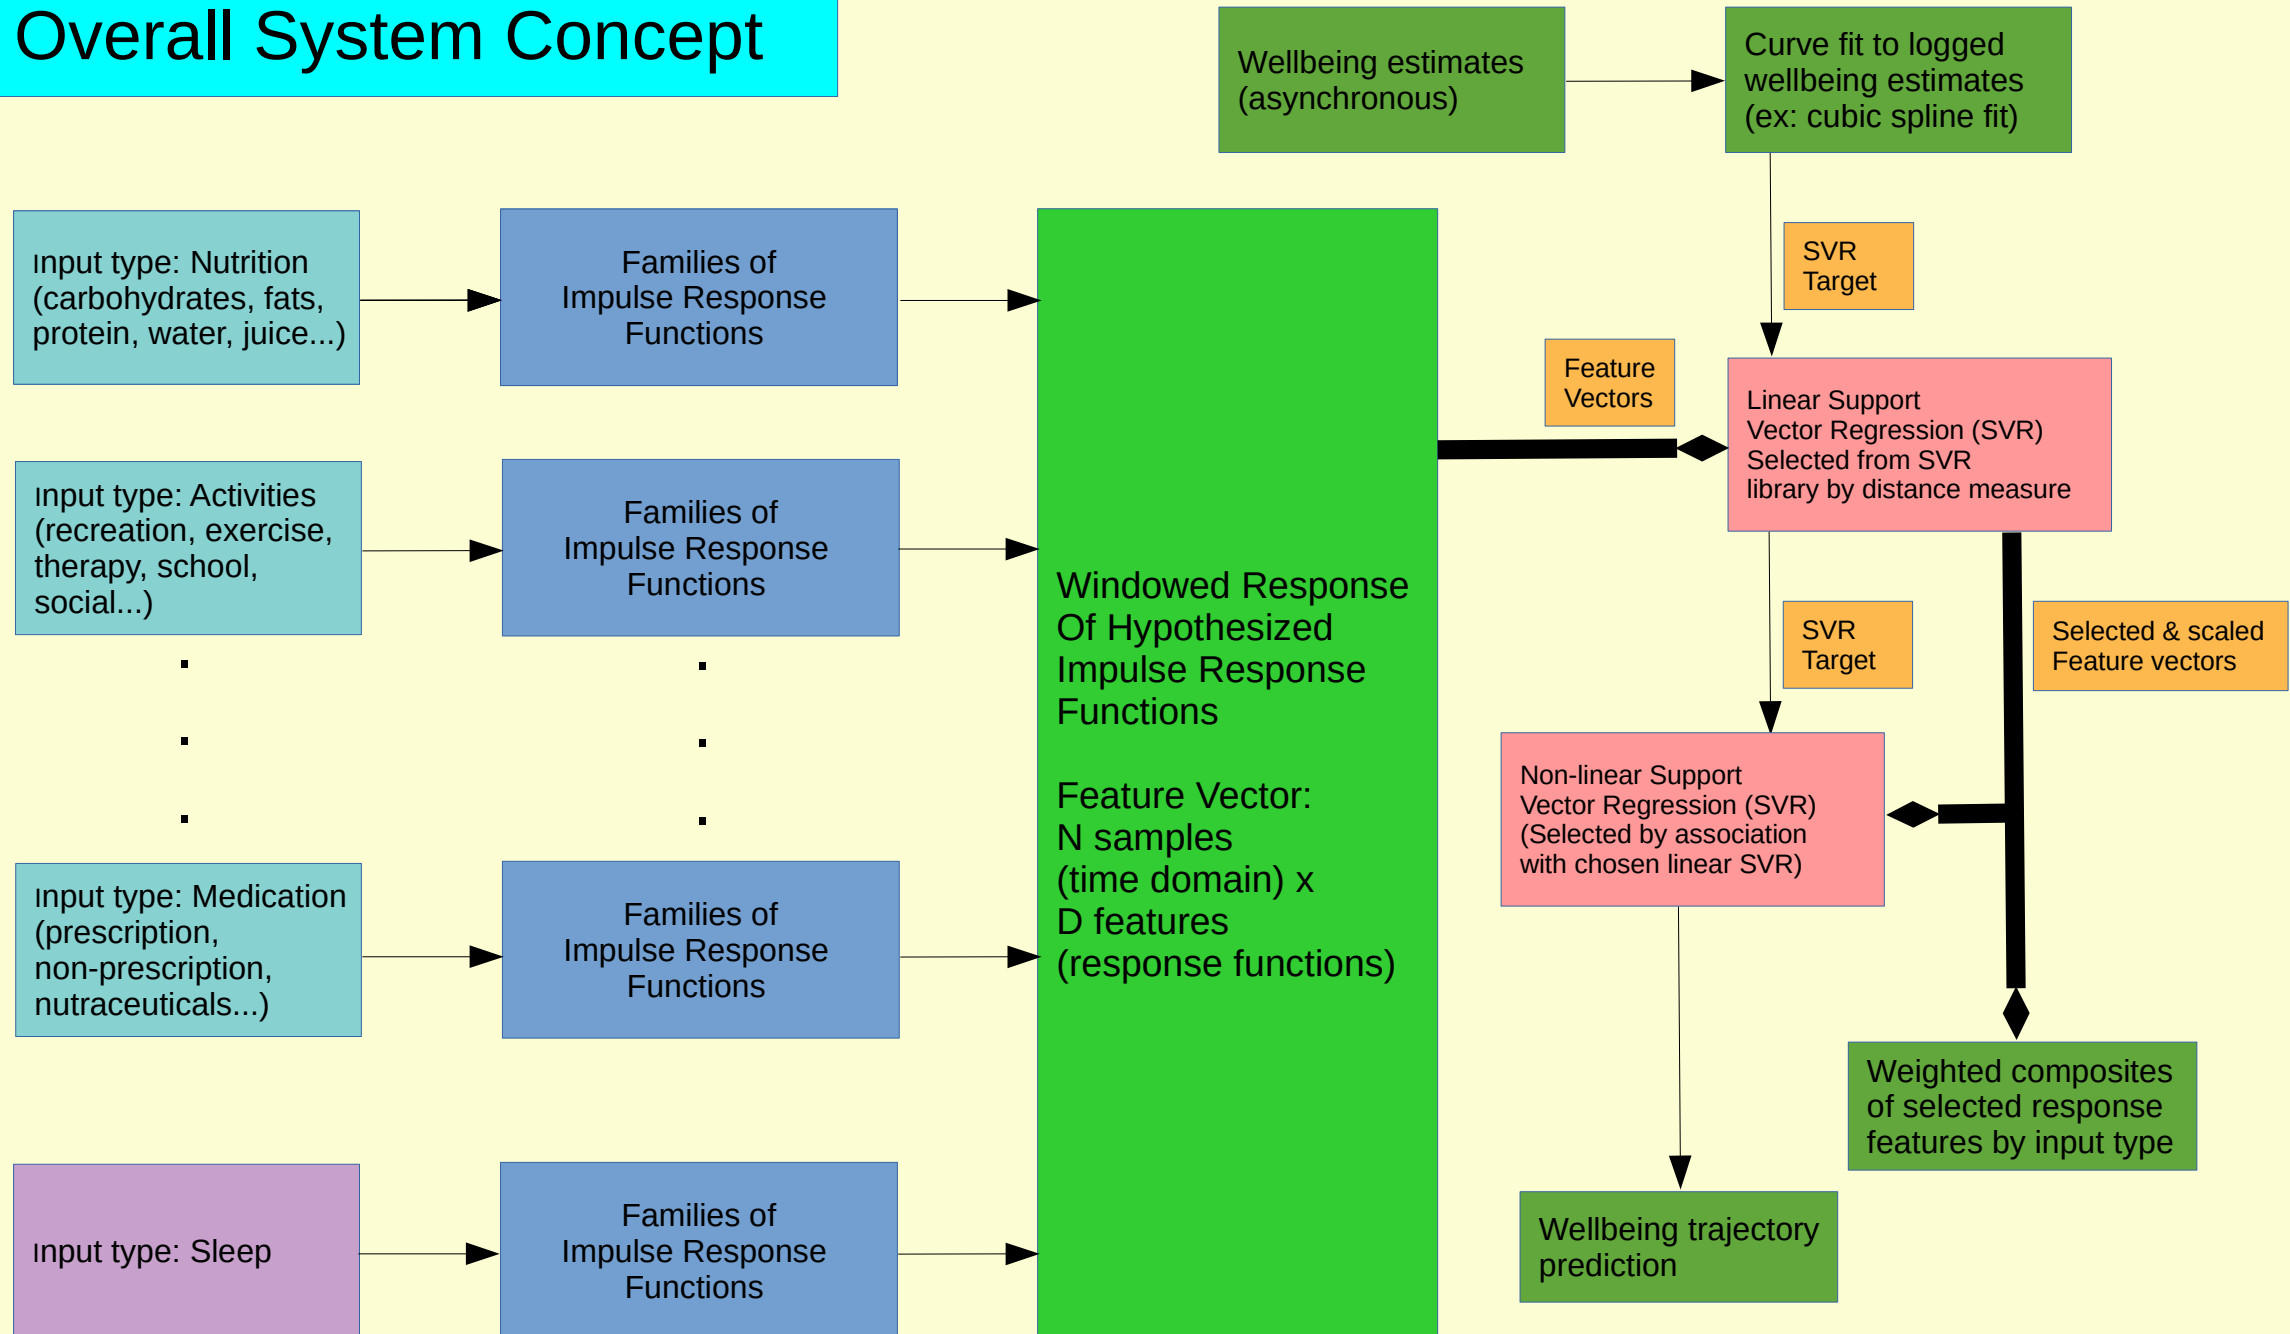 Overall System Concept
Wellbeing estimates
(asynchronous)
Curve fit to logged
wellbeing estimates
(ex: cubic spline fit)
SVR
Target
Input type: Nutrition
(carbohydrates, fats,
protein, water, juice...)
Families of
Impulse Response
Functions
Feature
Vectors
Linear Support
Vector Regression (SVR)
Selected from SVR
library by distance measure
Input type: Activities
(recreation, exercise,
therapy, school,
social...)
Families of
Impulse Response
Functions
Windowed Response
Of Hypothesized
Impulse Response
Functions
Feature Vector:
N samples
(time domain) x
D features
(response functions)
SVR
Target
Selected & scaled
Feature vectors
Non-linear Support
Vector Regression (SVR)
(Selected by association
with chosen linear SVR)
Input type: Medication
(prescription,
non-prescription,
nutraceuticals...)
Families of
Impulse Response
Functions
Weighted composites
of selected response
features by input type
Input type: Sleep
Families of
Impulse Response
Functions
Wellbeing trajectory
prediction